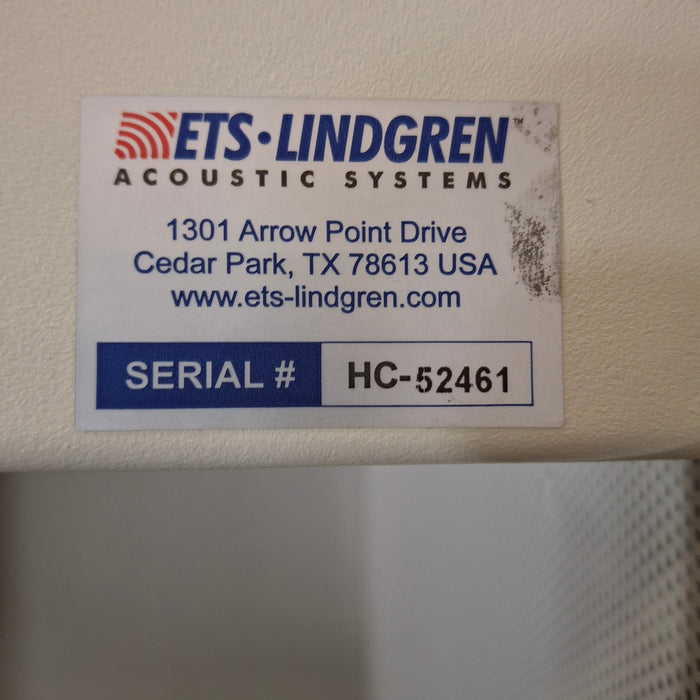 ETS·LINDGREN™
ACOUSTIC SYSTEMS
1301 Arrow Point Drive
Cedar Park, TX 78613 USA
www.ets-lindgren.com
SERIAL # HC-52461